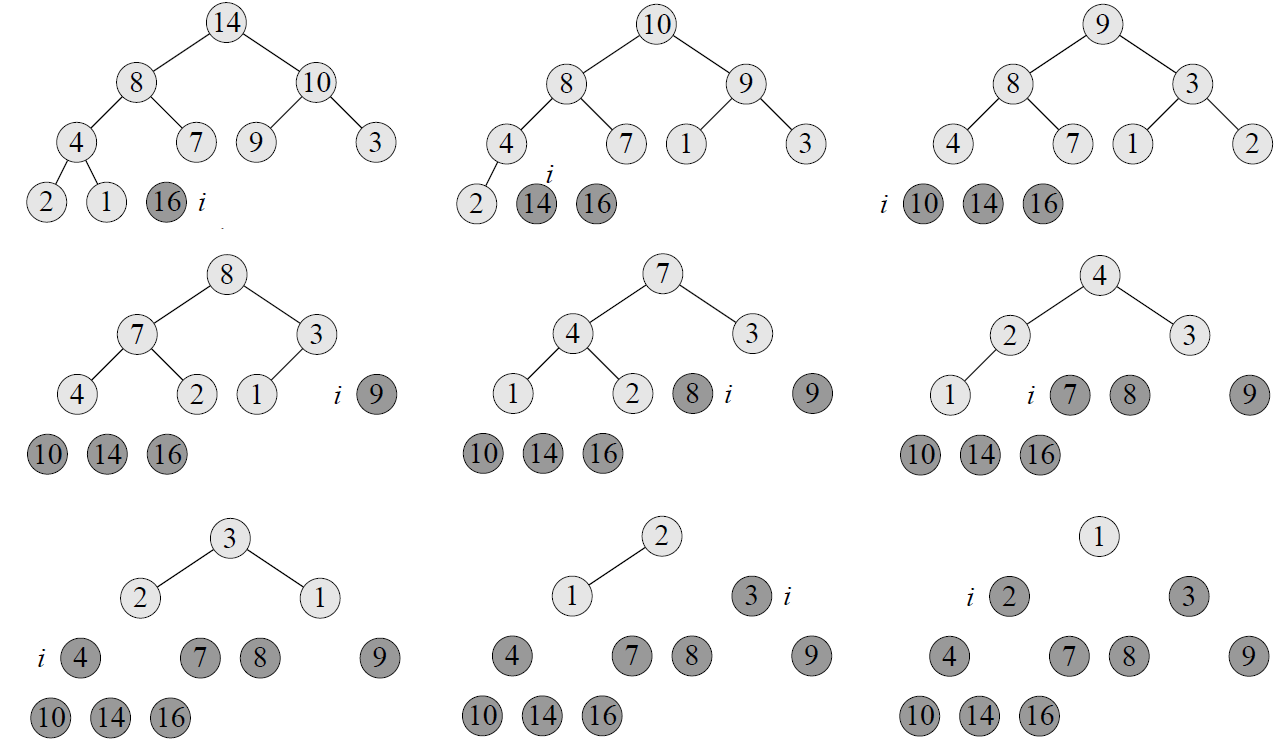 14
8 10
4 7 9 3
2 1 16 i
10
8 9
4 7 1 3
i
2 14 16
9
8 3
4 7 1 2
i 10 14 16
8
7 3
4 2 1 i 9
10 14 16
7
4 3
1 2 8 i 9
10 14 16
4
2 3
1 i 7 8 9
10 14 16
3
2 1
i 4 7 8 9
10 14 16
2
1 3 i
4 7 8 9
10 14 16
1
i 2 3
4 7 8 9
10 14 16